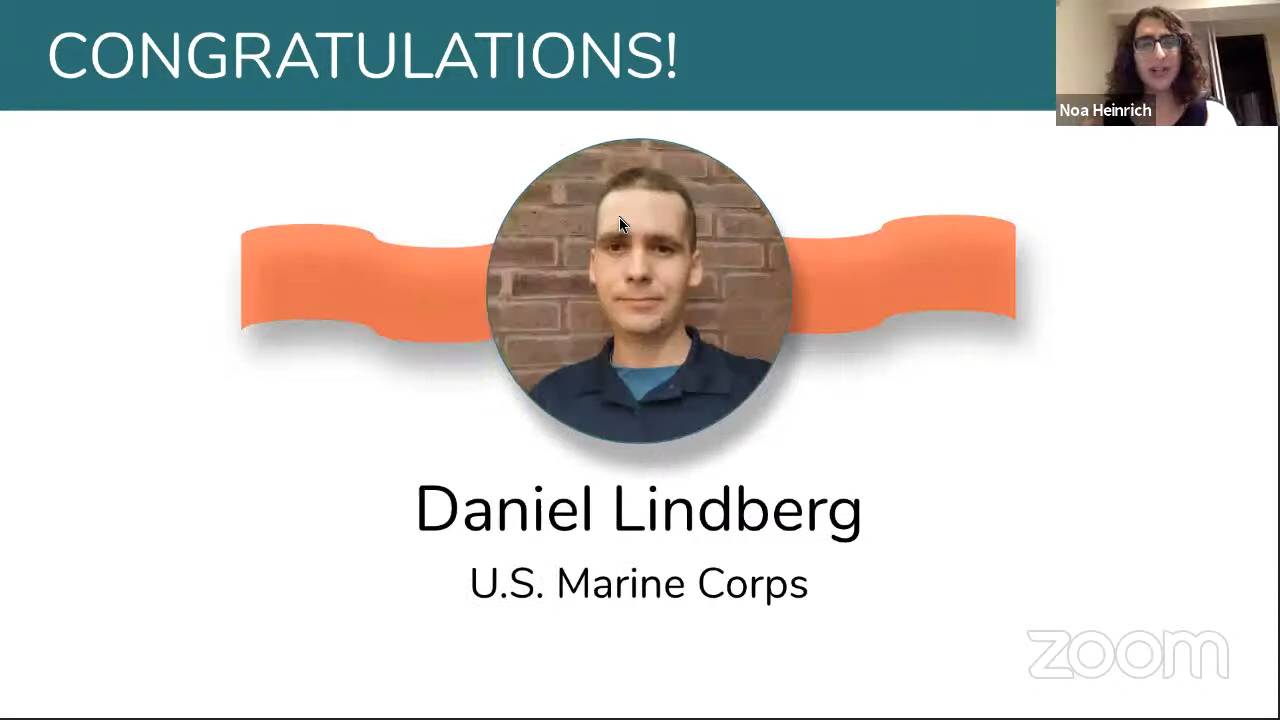 CONGRATULATIONS!
Noa Heinrich
Daniel Lindberg
U.S. Marine Corps
zoom